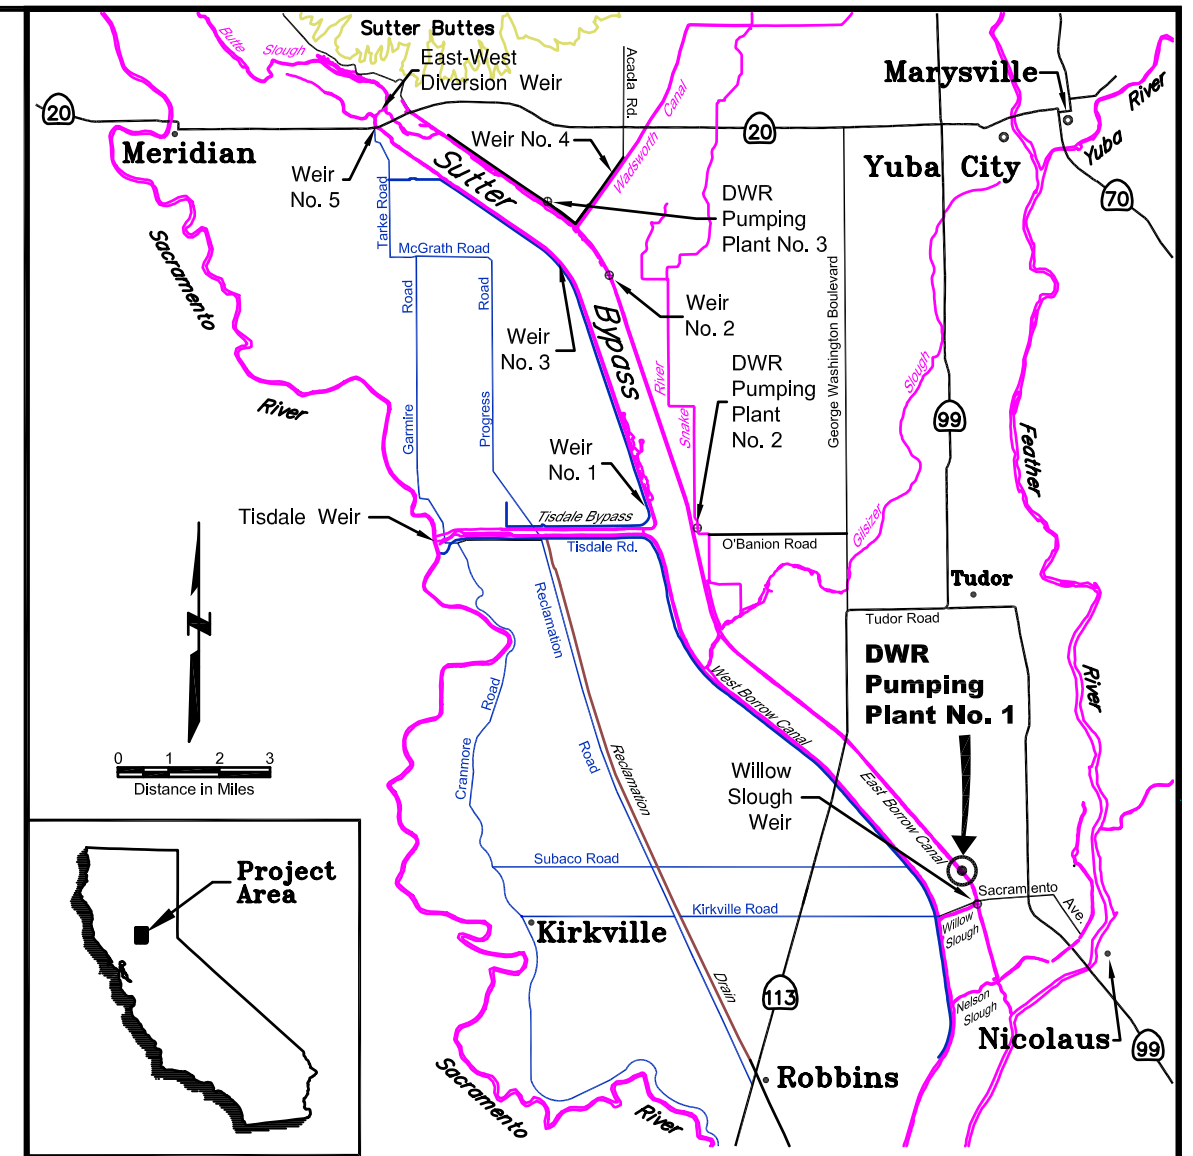 Sutter Buttes
Butte
Slough
East-West
Diversion Weir
Acadia Rd.
Marysville
River
20
Meridian
Weir No. 4
Wadsworth
Canal
20
Yuba City
Yuba
70
Weir
No. 5
Sutter
DWR
Pumping
Plant No. 3
Tarke Road
McGrath Road
Sacramento
River
Road
Road
Garmire
Progress
Weir
No. 3
Bypass
Weir
No. 2
George Washington Boulevard
DWR
Pumping
Plant
No. 2
River
Snake
Slough
Gilsizer
99
Feather
River
Weir
No. 1
Tisdale Weir
Tisdale Bypass
Tisdale Rd.
O'Banion Road
Tudor
Tudor Road
N
Reclamation
Road
DWR
Pumping
Plant No. 1
West Borrow Canal
East Borrow Canal
Road
Cranmore
Reclamation
Drain
0 1 2 3
Distance in Miles
Willow
Slough
Weir
Project
Area
Subaco Road
Kirkville Road
Kirkville
Sacramento
Ave.
Willow
Slough
Nelson
Slough
Nicolaus
99
113
Robbins
Sacramento
River